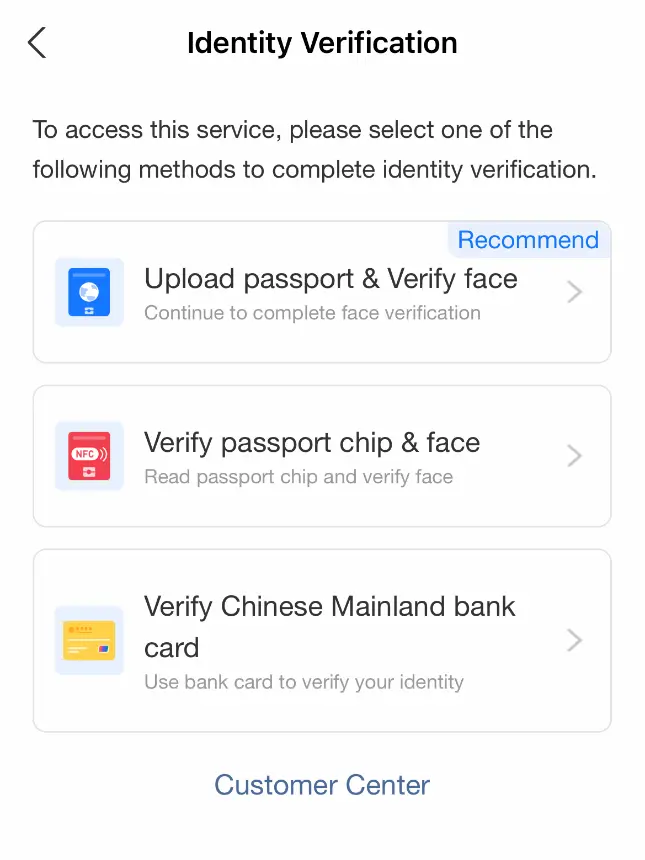 Identity Verification
To access this service, please select one of the
following methods to complete identity verification.
Recommend
Upload passport & Verify face
Continue to complete face verification
NFC
Verify passport chip & face
Read passport chip and verify face
Verify Chinese Mainland bank
card
Use bank card to verify your identity
Customer Center